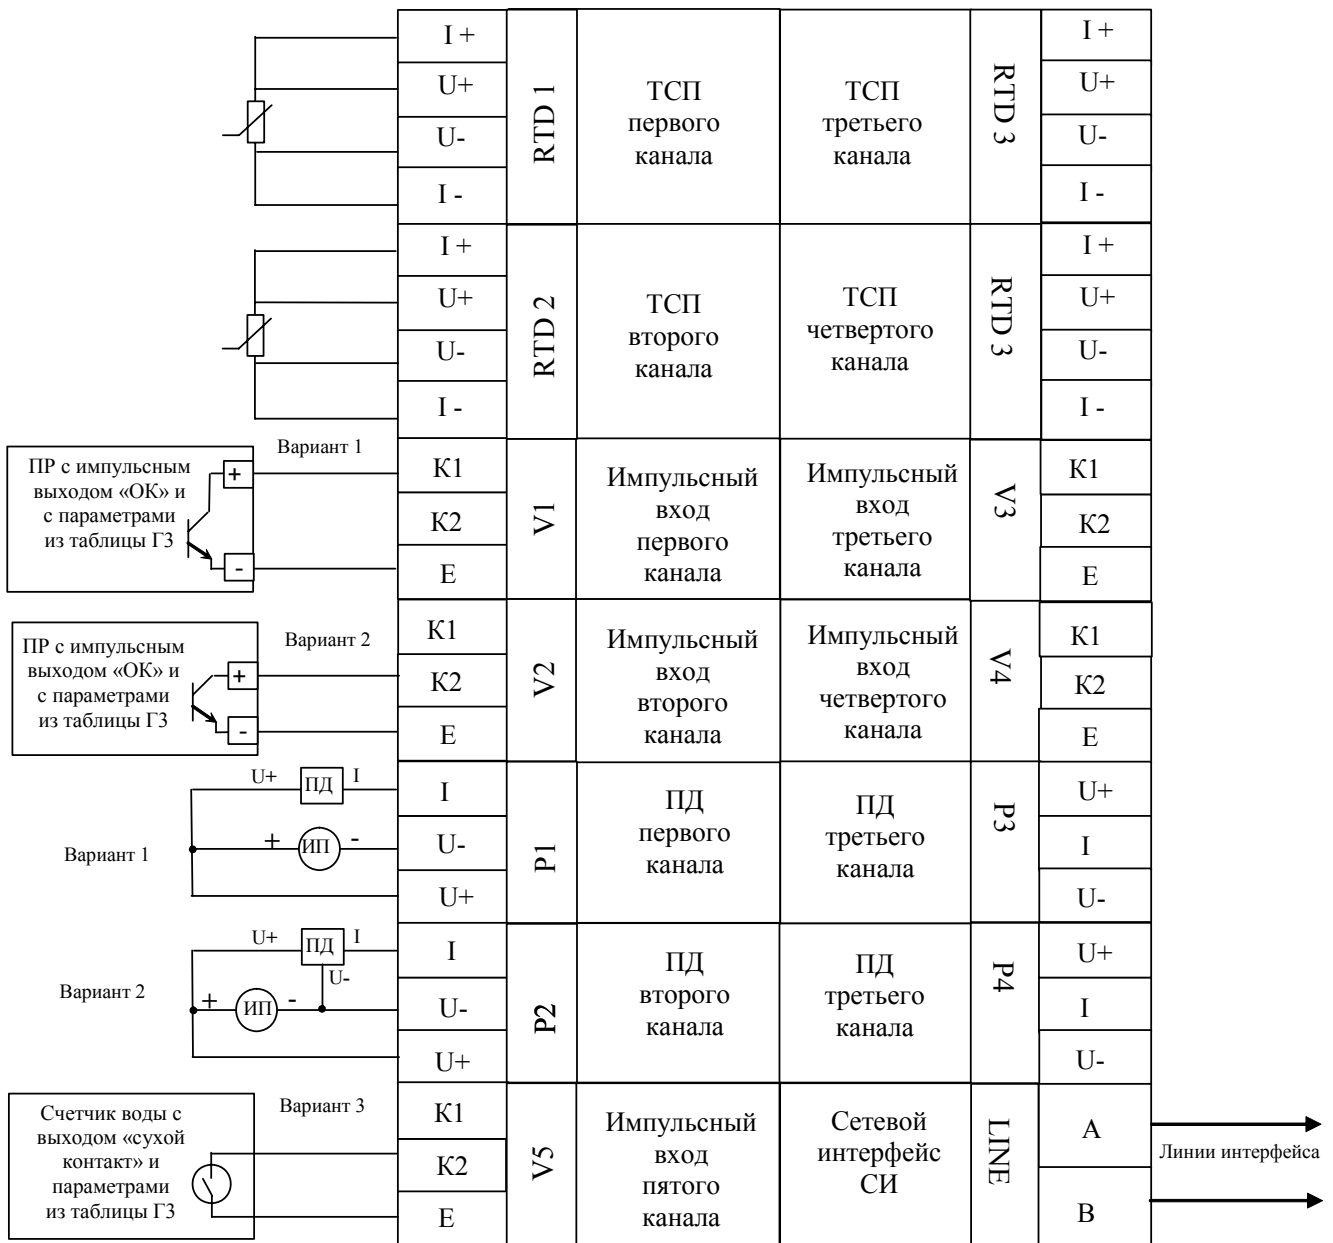 I +
U+
U-
I -
RTD 1
ТСП
первого
канала
ТСП
третьего
канала
RTD 3
I +
U+
U-
I -
I +
U+
U-
I -
RTD 2
ТСП
второго
канала
ТСП
четвертого
канала
RTD 3
I +
U+
U-
I -
ПР с импульсным
выходом «ОК» и
с параметрами
из таблицы Г3
+
-
Вариант 1
К1
К2
Е
V1
Импульсный
вход
первого
канала
Импульсный
вход
третьего
канала
V3
К1
К2
Е
ПР с импульсным
выходом «ОК» и
с параметрами
из таблицы Г3
+
-
Вариант 2
К1
К2
Е
V2
Импульсный
вход
второго
канала
Импульсный
вход
четвертого
канала
V4
К1
К2
Е
Вариант 1
U+
ПД
I
+
ИП
-
I
U-
U+
P1
ПД
первого
канала
ПД
третьего
канала
P3
U+
I
U-
Вариант 2
U+
ПД
I
U-
+
ИП
-
I
U-
U+
P2
ПД
второго
канала
ПД
третьего
канала
P4
U+
I
U-
Счетчик воды с
выходом «сухой
контакт» и
параметрами
из таблицы Г3
Вариант 3
К1
К2
Е
V5
Импульсный
вход
пятого
канала
Сетевой
интерфейс
СИ
LINE
A
B
Линии интерфейса